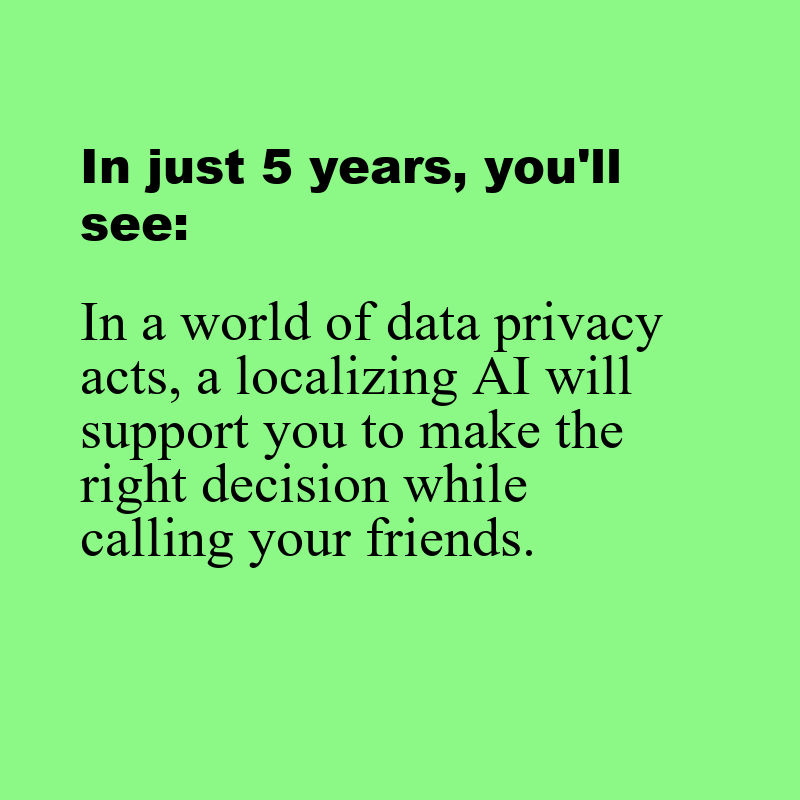 In just 5 years, you'll
see:
In a world of data privacy
acts, a localizing AI will
support you to make the
right decision while
calling your friends.